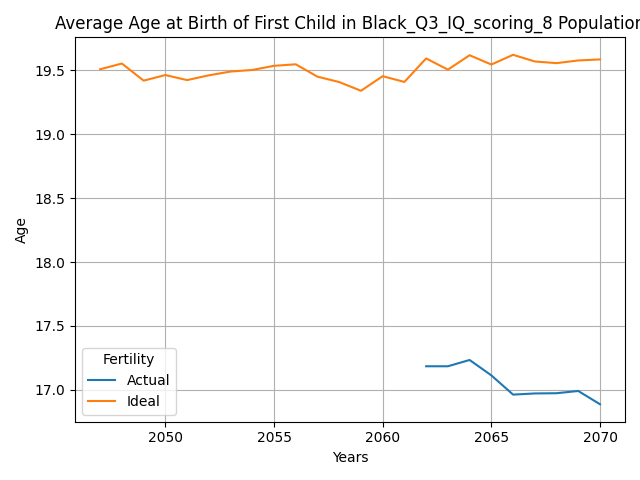 Average Age at Birth of First Child in Black_Q3_IQ_scoring_8 Population
19.5
19.0
18.5
18.0
17.5
17.0
Age
Fertility
Actual
Ideal
2050 2055 2060 2065 2070
Years